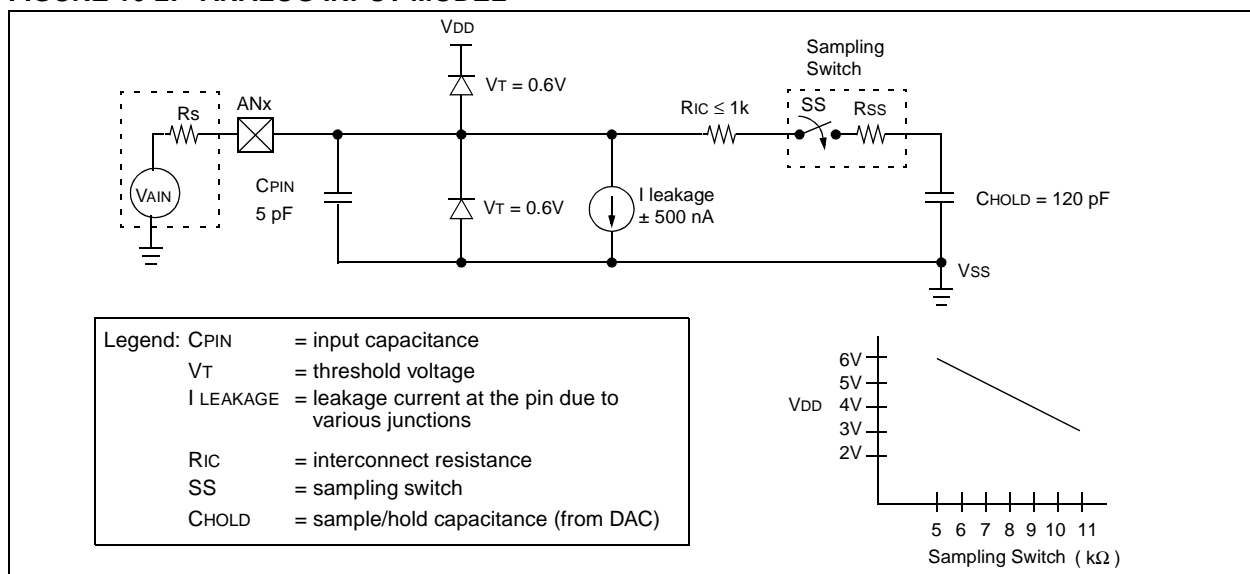 FIGURE 16-2: ANALOG INPUT MODEL
VDD
Sampling
Switch
VT = 0.6V
ANx
Rs
RIC ≤ 1k
SS
RSS
VAIN
CPIN
5 pF
VT = 0.6V
I leakage
± 500 nA
CHOLD = 120 pF
VSS
Legend: CPIN = input capacitance
VT = threshold voltage
I LEAKAGE = leakage current at the pin due to
various junctions
RIC = interconnect resistance
SS = sampling switch
CHOLD = sample/hold capacitance (from DAC)
6V
5V
VDD 4V
3V
2V
5 6 7 8 9 10 11
Sampling Switch ( kΩ )